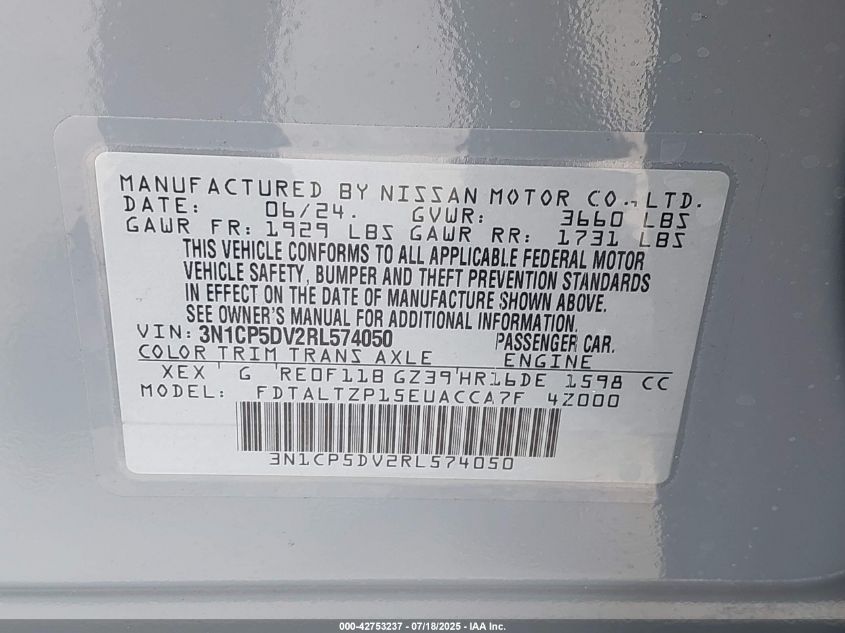 MANUFACTURED BY NISSAN MOTOR CO., LTD.
DATE: 06/24. GVWR: 3660 LBS
GAWR FR: 1929 LBS GAWR RR: 1731 LBS
THIS VEHICLE CONFORMS TO ALL APPLICABLE FEDERAL MOTOR
VEHICLE SAFETY, BUMPER AND THEFT PREVENTION STANDARDS
IN EFFECT ON THE DATE OF MANUFACTURE SHOWN ABOVE.
SEE OWNER'S MANUAL FOR ADDITIONAL INFORMATION.
VIN: 3N1CP5DV2RL574050 PASSENGER CAR.
COLOR TRIM TRANS AXLE ENGINE
XEX G RE0F11B GZ39 HR16DE 1598 CC
MODEL: FDTALTZP15EUACCA7F 4Z000
3N1CP5DV2RL574050
000-42753237 - 07/18/2025 - IAA Inc.